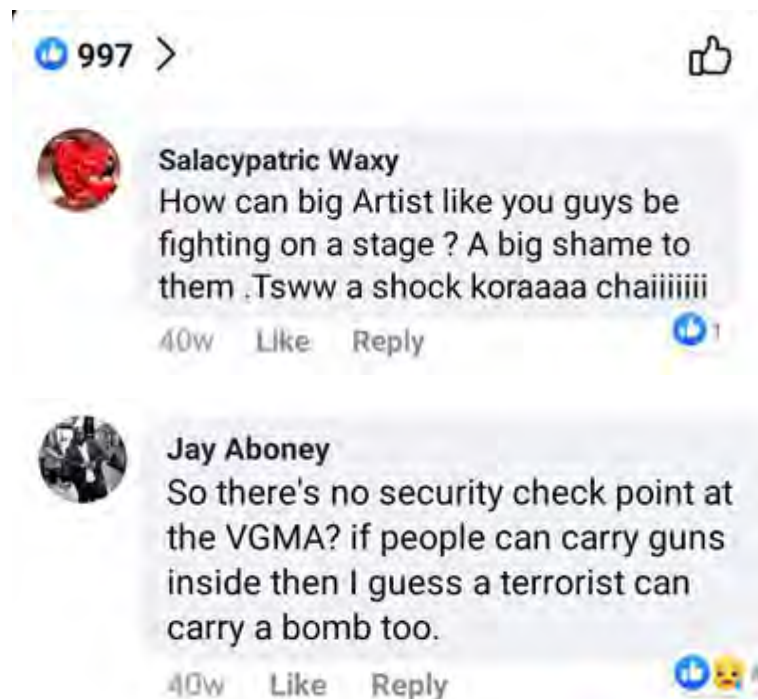 997
Salacypatric Waxy
How can big Artist like you guys be
fighting on a stage ? A big shame to
them .Tsww a shock koraaaa chaiiiiiii
40w Like Reply 1
Jay Aboney
So there's no security check point at
the VGMA? if people can carry guns
inside then I guess a terrorist can
carry a bomb too.
40w Like Reply